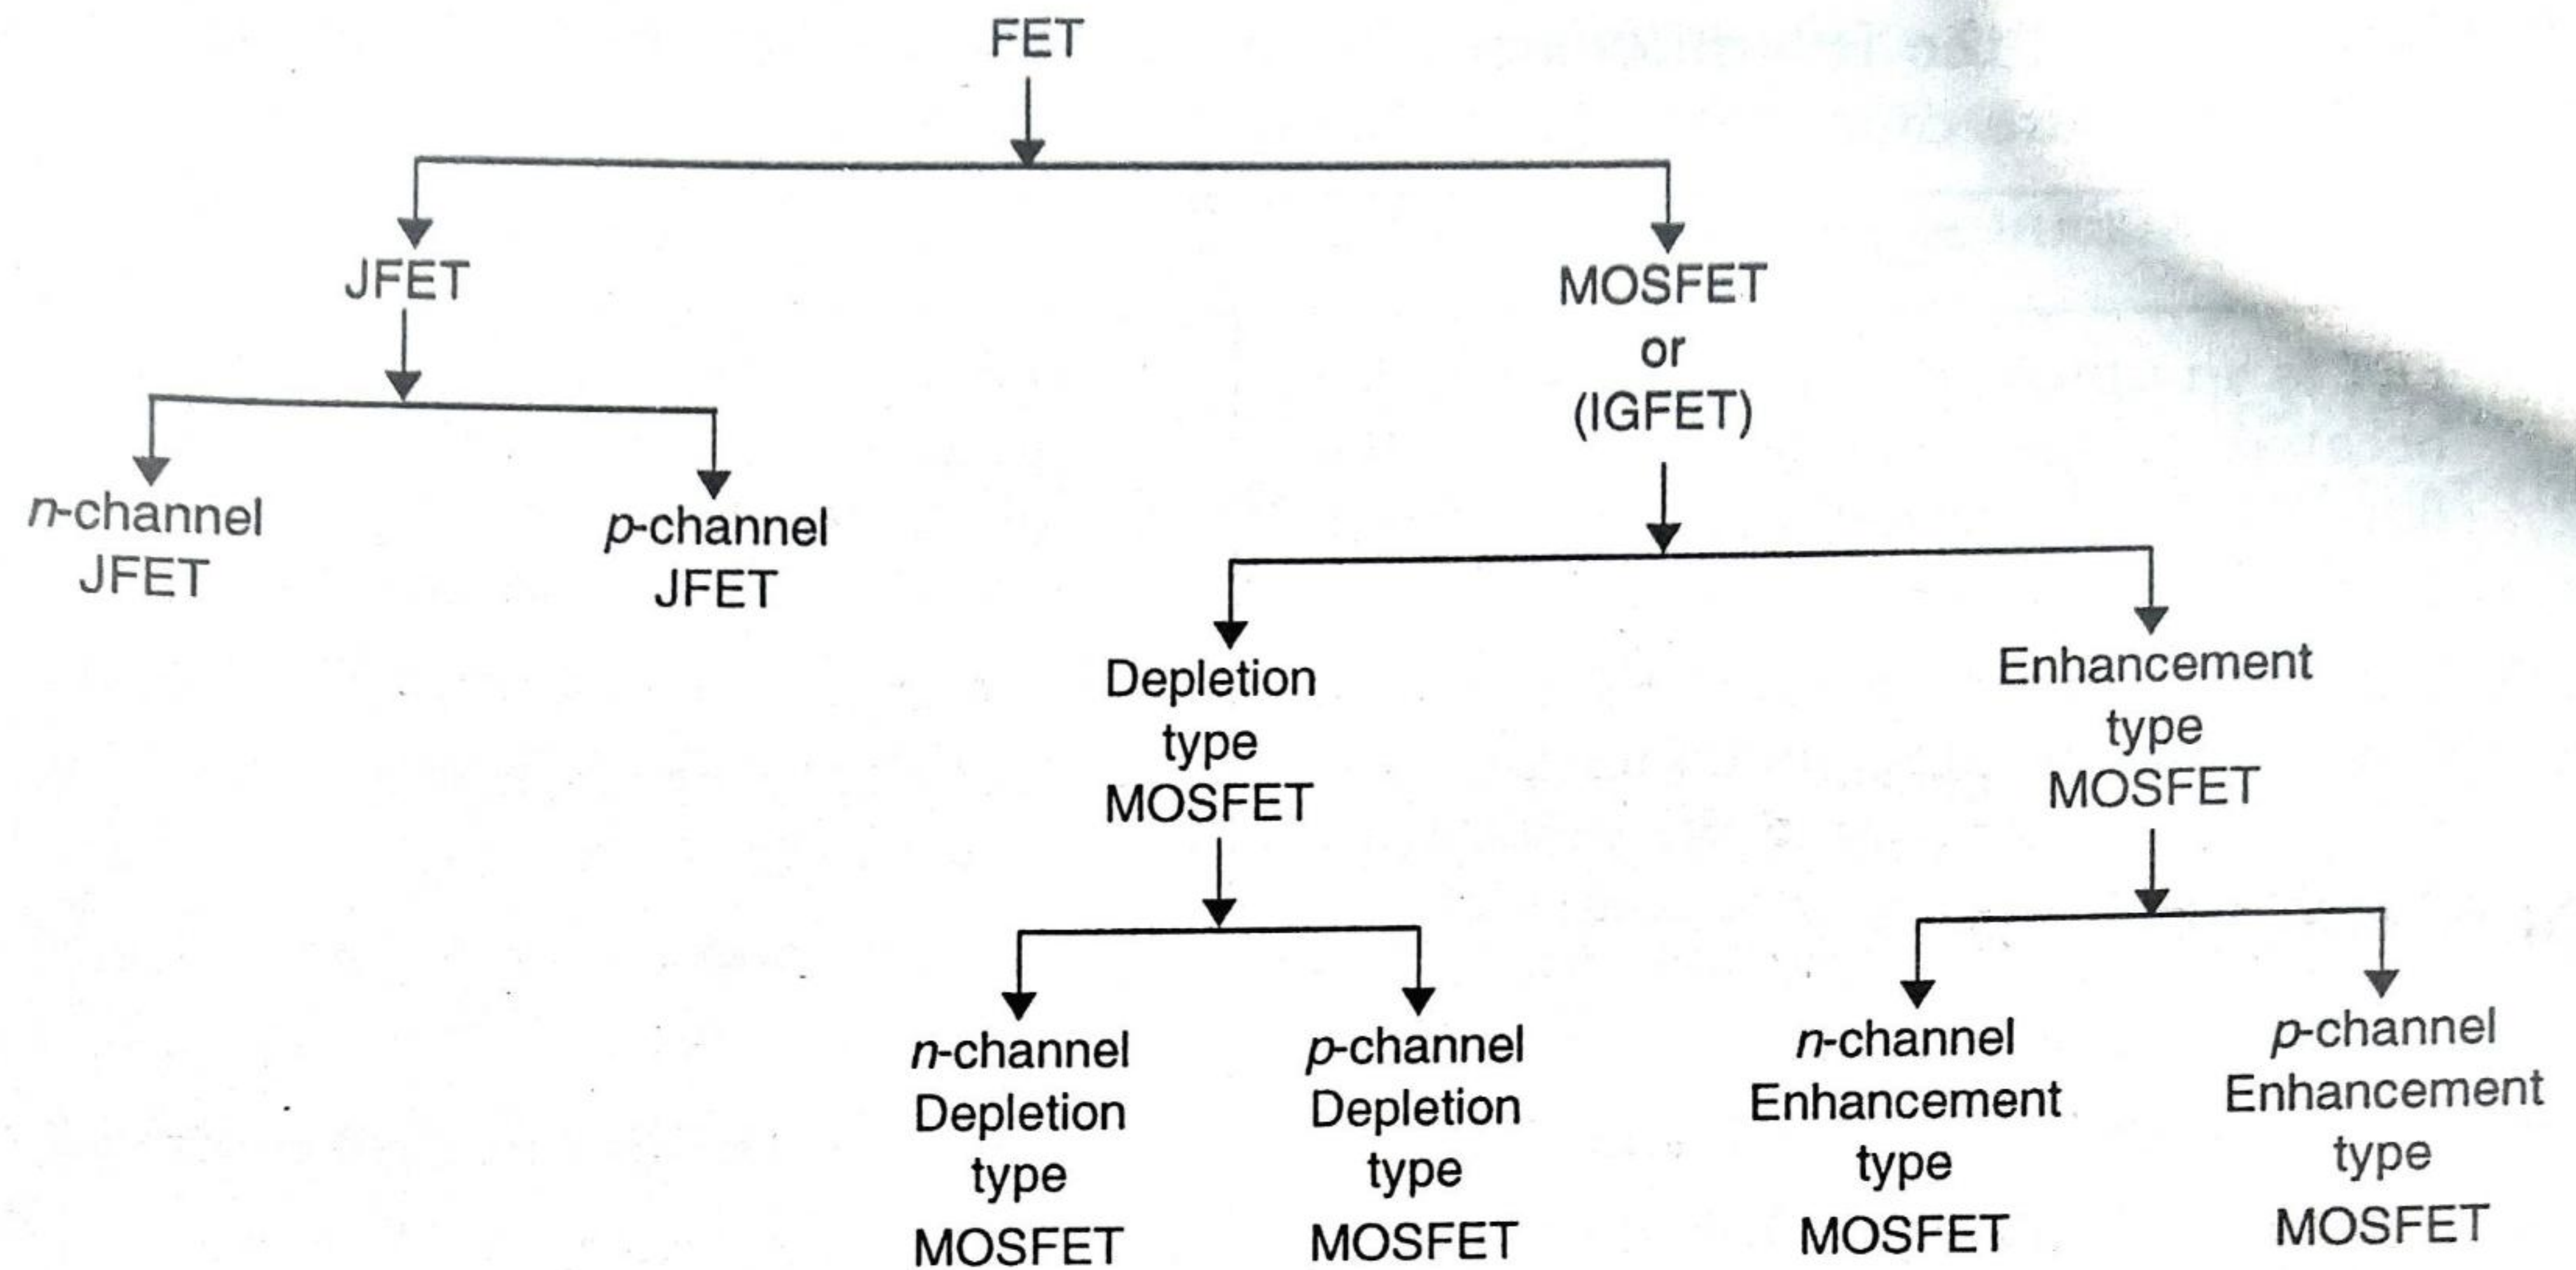 FET
JFET
MOSFET
or
(IGFET)
n-channel
JFET
p-channel
JFET
Depletion
type
MOSFET
Enhancement
type
MOSFET
n-channel
Depletion
type
MOSFET
p-channel
Depletion
type
MOSFET
n-channel
Enhancement
type
MOSFET
p-channel
Enhancement
type
MOSFET